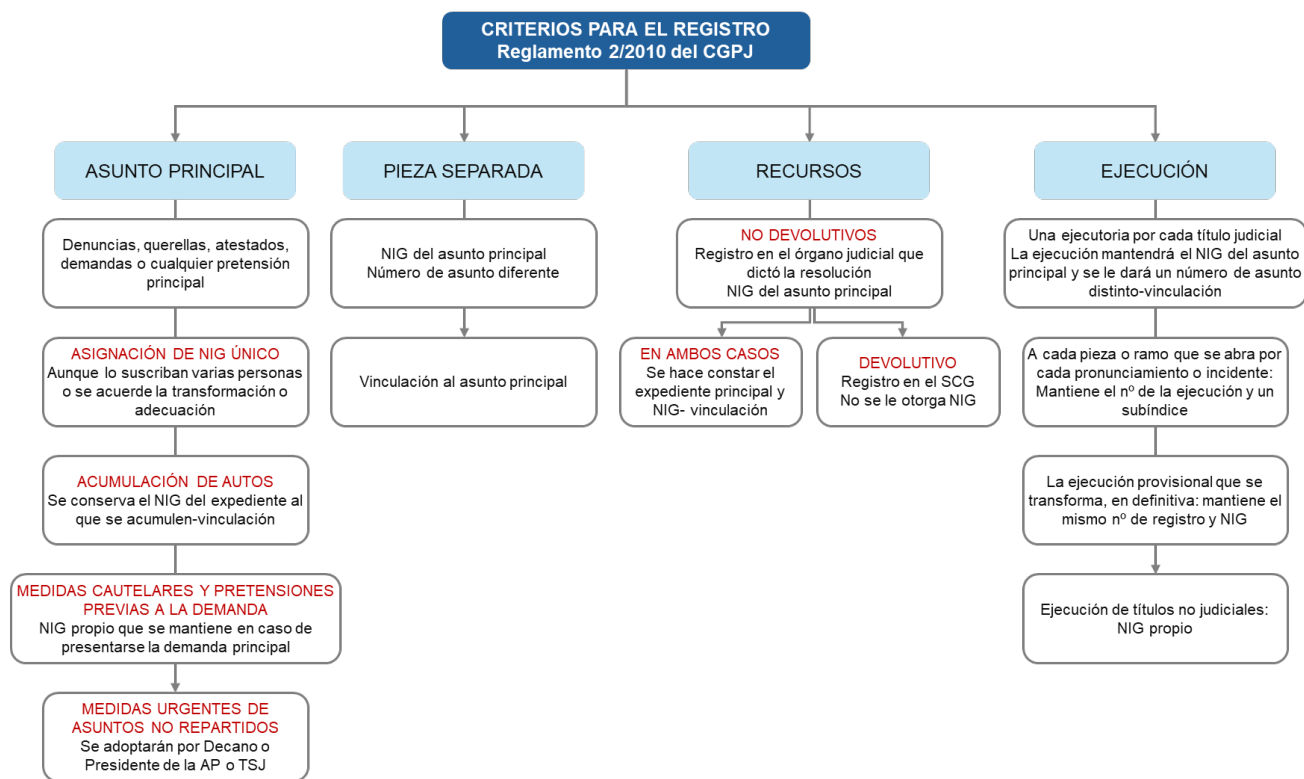 CRITERIOS PARA EL REGISTRO
Reglamento 2/2010 del CGPJ
ASUNTO PRINCIPAL
Denuncias, querellas, atestados,
demandas o cualquier pretensión
principal
ASIGNACIÓN DE NIG ÚNICO
Aunque lo suscriban varias personas
o se acuerde la transformación o
adecuación
ACUMULACIÓN DE AUTOS
Se conserva el NIG del expediente al
que se acumulen-vinculación
MEDIDAS CAUTELARES Y PRETENSIONES
PREVIAS A LA DEMANDA
NIG propio que se mantiene en caso de
presentarse la demanda principal
MEDIDAS URGENTES DE
ASUNTOS NO REPARTIDOS
Se adoptarán por Decano o
Presidente de la AP o TSJ
PIEZA SEPARADA
NIG del asunto principal
Número de asunto diferente
Vinculación al asunto principal
RECURSOS
NO DEVOLUTIVOS
Registro en el órgano judicial que
dictó la resolución
NIG del asunto principal
EN AMBOS CASOS
Se hace constar el
expediente principal y
NIG- vinculación
DEVOLUTIVO
Registro en el SCG
No se le otorga NIG
EJECUCIÓN
Una ejecutoria por cada título judicial
La ejecución mantendrá el NIG del asunto
principal y se le dará un número de asunto
distinto-vinculación
A cada pieza o ramo que se abra por
cada pronunciamiento o incidente:
Mantiene el nº de la ejecución y un
subíndice
La ejecución provisional que se
transforma, en definitiva: mantiene el
mismo nº de registro y NIG
Ejecución de títulos no judiciales:
NIG propio